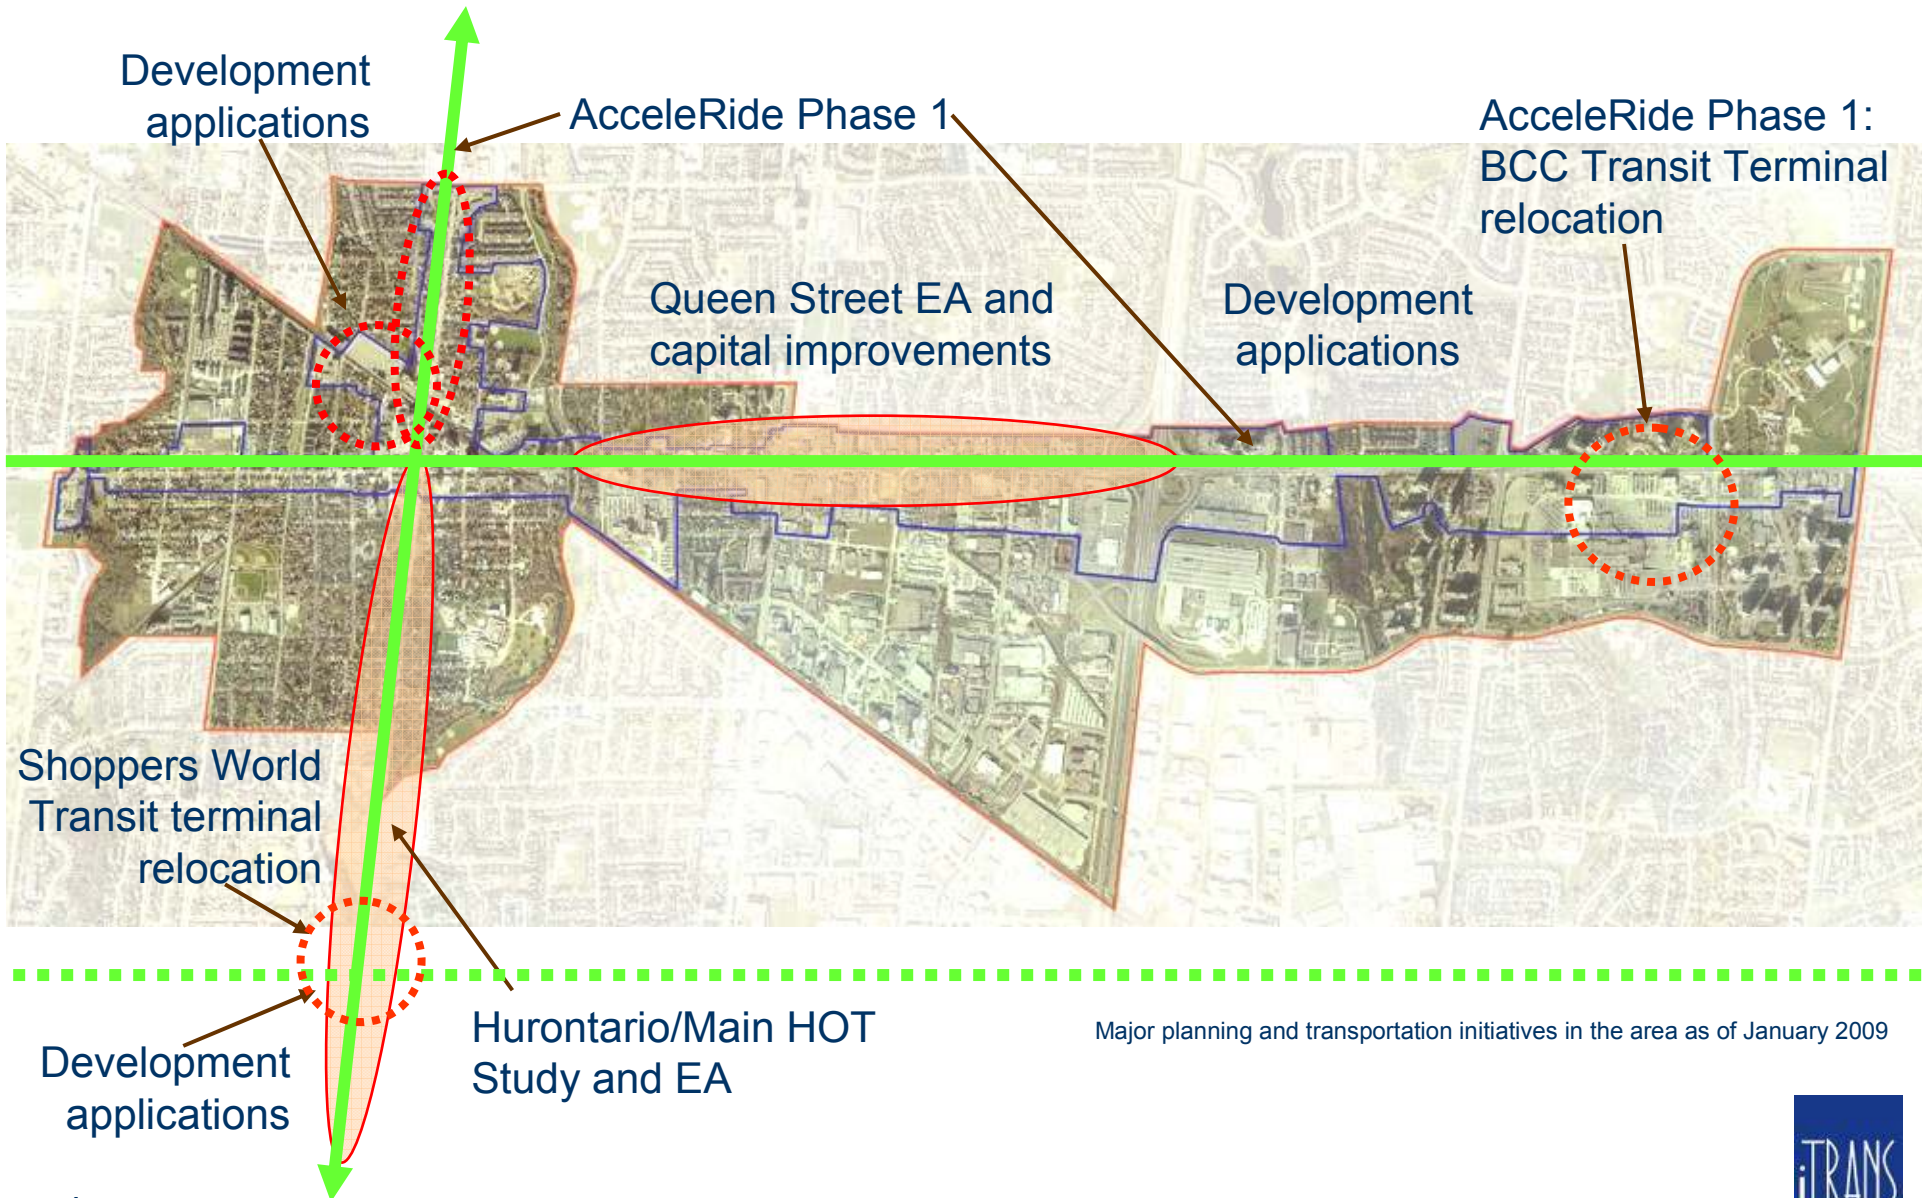 Development
applications
AcceleRide Phase 1
AcceleRide Phase 1:
BCC Transit Terminal
relocation
Queen Street EA and
capital improvements
Development
applications
Shoppers World
Transit terminal
relocation
Development
applications
Hurontario/Main HOT
Study and EA
Major planning and transportation initiatives in the area as of January 2009
iTRANS